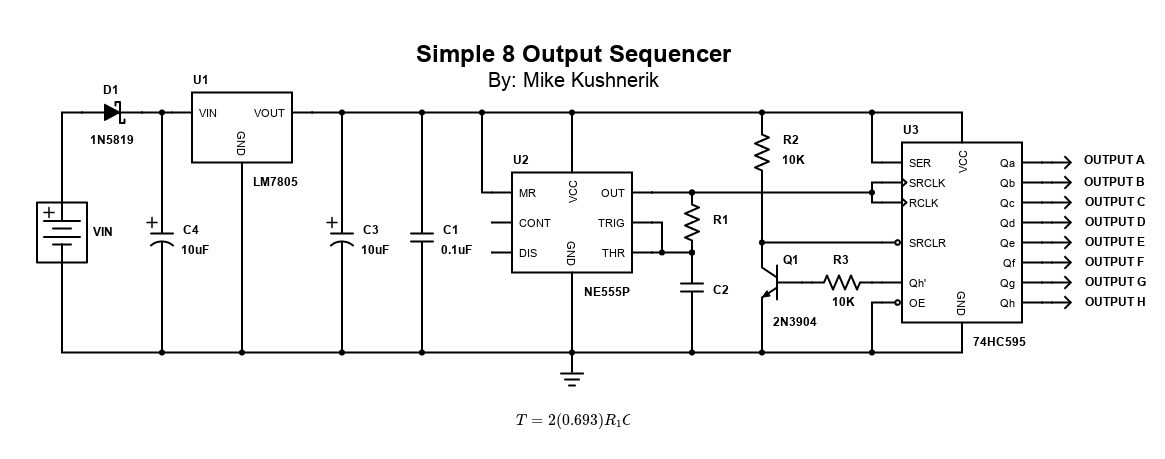 Simple 8 Output Sequencer
By: Mike Kushnerik
D1
1N5819
U1
VIN
VOUT
GND
LM7805
VIN
C4
10uF
C3
10uF
C1
0.1uF
U2
MR
VCC
OUT
CONT
TRIG
DIS
GND
THR
NE555P
R1
C2
R2
10K
Q1
2N3904
R3
10K
U3
SER
VCC
Qa
SRCLK
Qb
RCLK
Qc
Qd
SRCLR
Qe
Qf
Qh'
Qg
OE
GND
Qh
74HC595
OUTPUT A
OUTPUT B
OUTPUT C
OUTPUT D
OUTPUT E
OUTPUT F
OUTPUT G
OUTPUT H
T = 2(0.693)R₁C